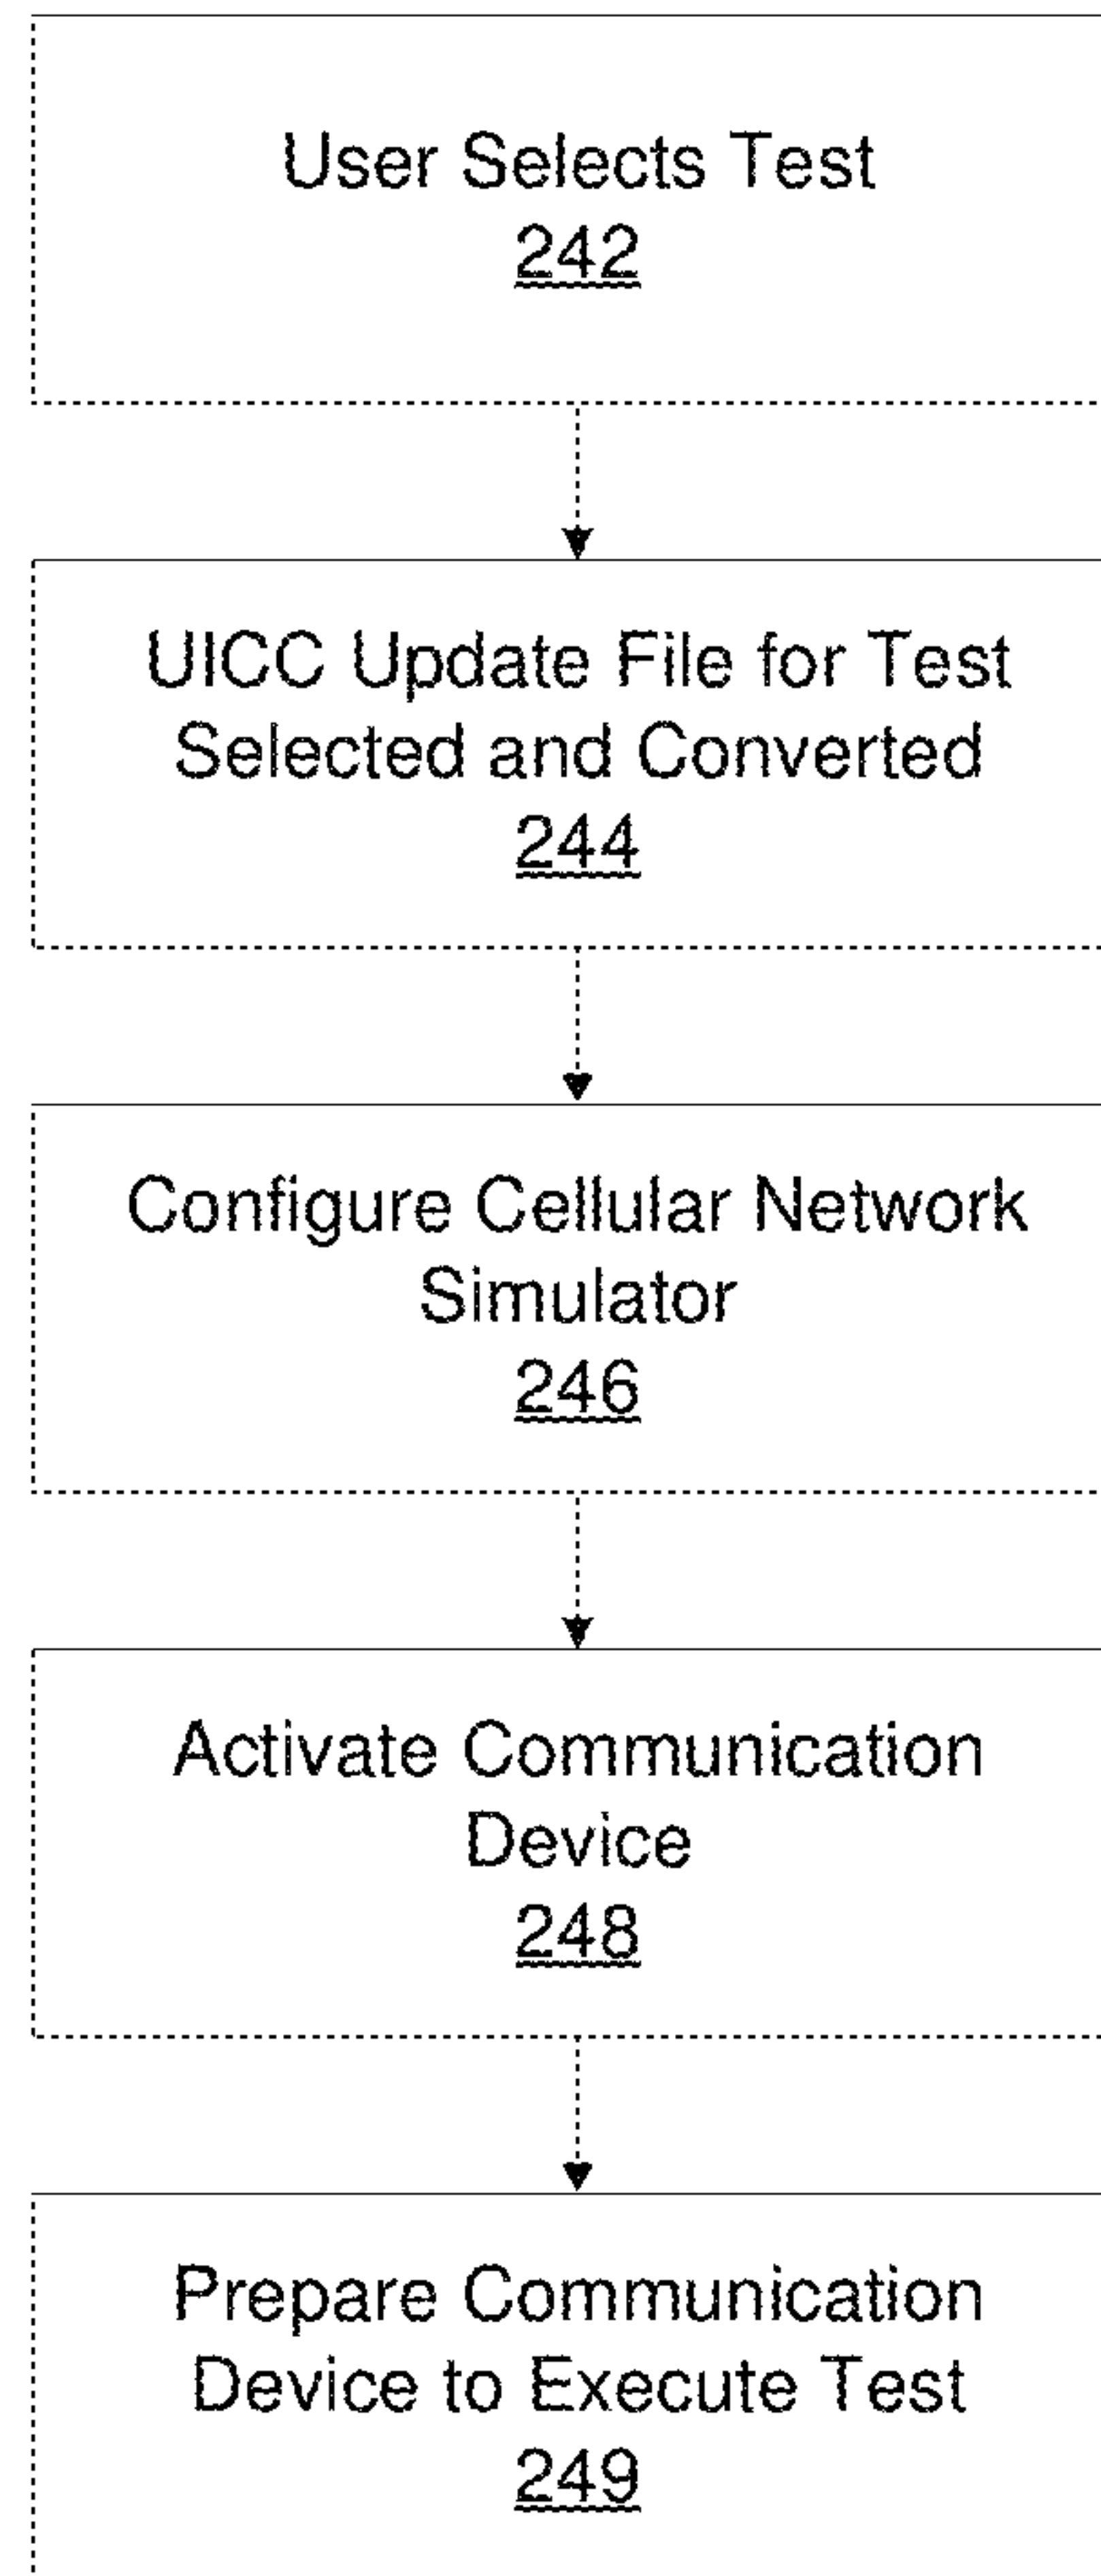 User Selects Test
242
UICC Update File for Test
Selected and Converted
244
Configure Cellular Network
Simulator
246
Activate Communication
Device
248
Prepare Communication
Device to Execute Test
249